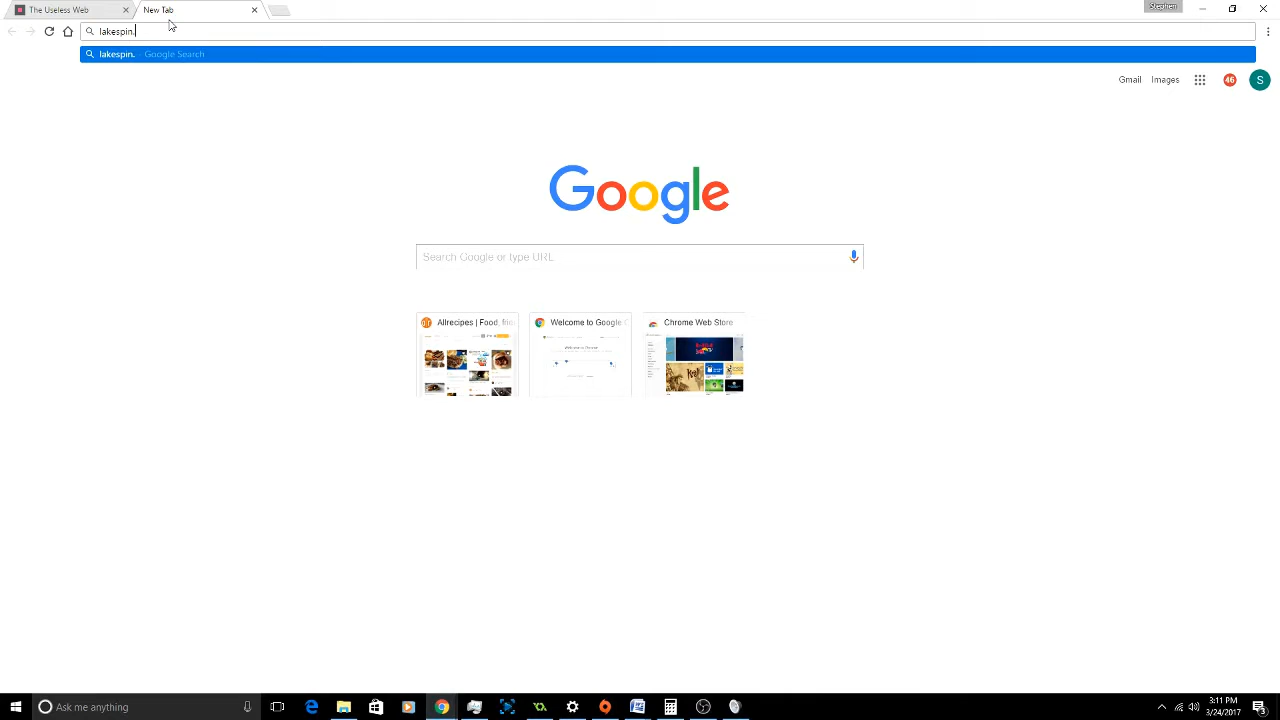 The Useless Web
New Tab
Stephen
lakespin.
lakespin. - Google Search
Gmail
Images
46
S
Google
Search Google or type URL
Allrecipes | Food, frie
Welcome to Google C
Chrome Web Store
Ask me anything
3:11 PM
3/24/2017